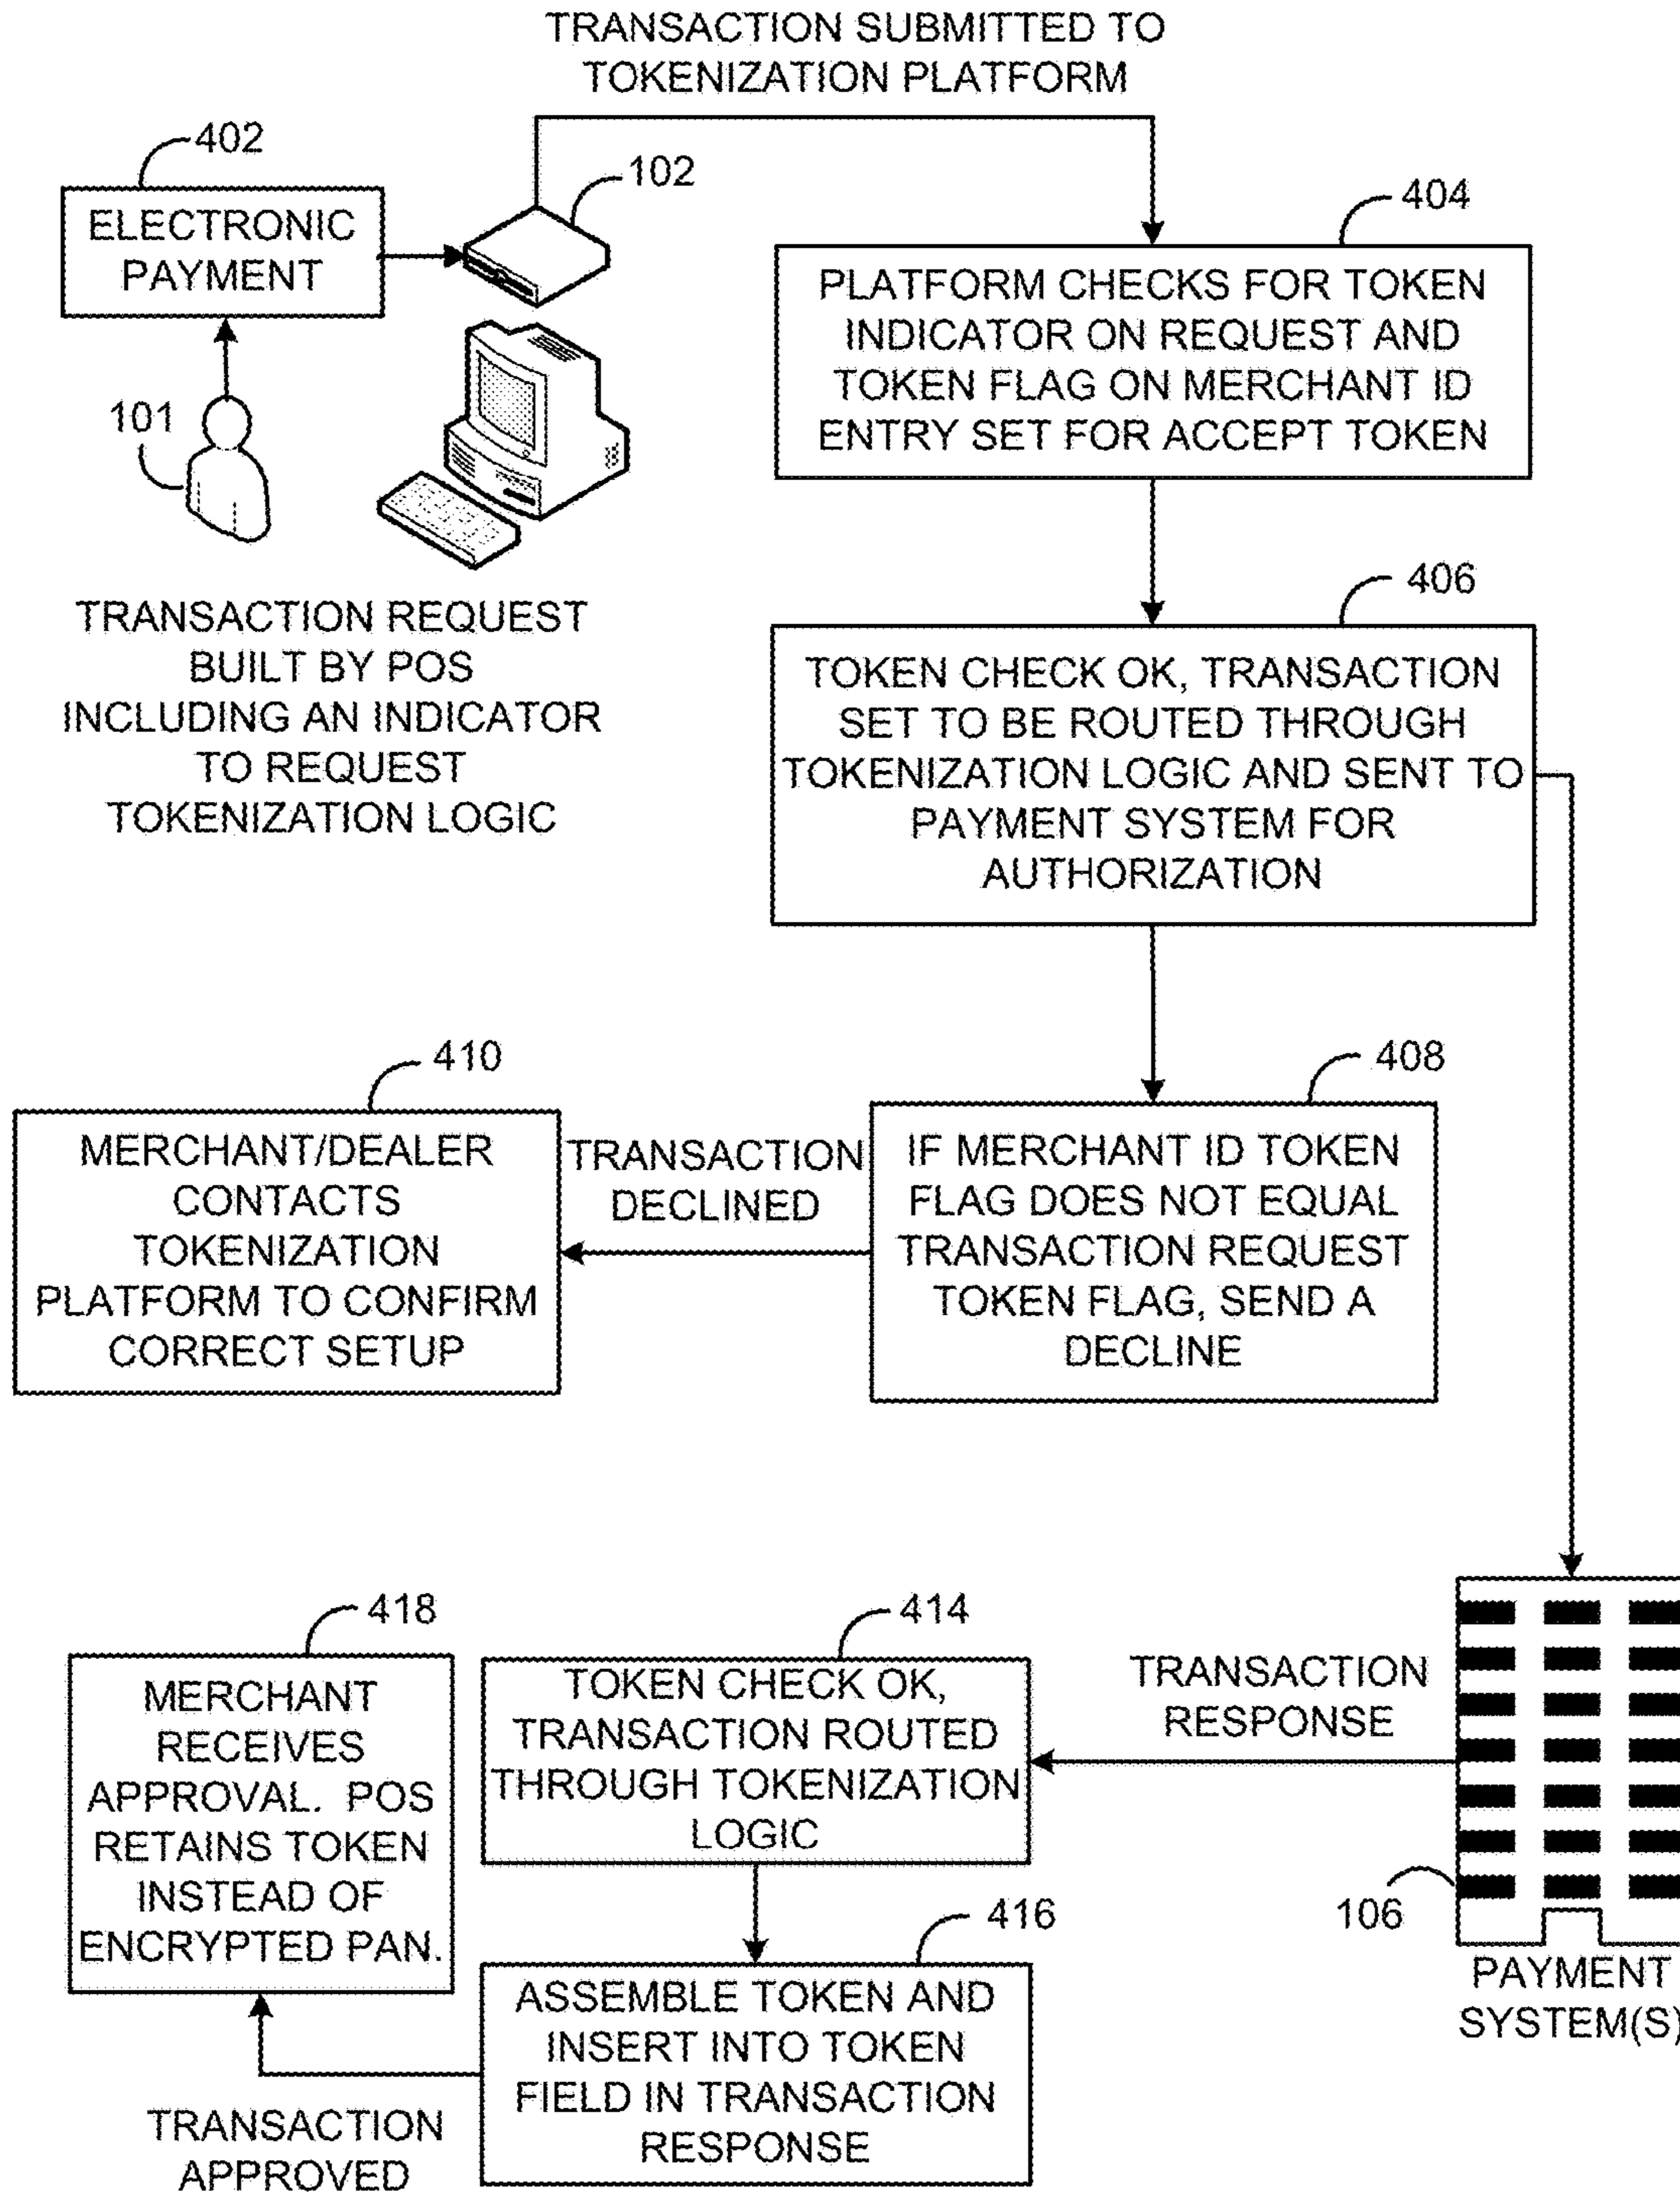 TRANSACTION SUBMITTED TO
TOKENIZATION PLATFORM
402
ELECTRONIC
PAYMENT
102
101
TRANSACTION REQUEST
BUILT BY POS
INCLUDING AN INDICATOR
TO REQUEST
TOKENIZATION LOGIC
404
PLATFORM CHECKS FOR TOKEN
INDICATOR ON REQUEST AND
TOKEN FLAG ON MERCHANT ID
ENTRY SET FOR ACCEPT TOKEN
406
TOKEN CHECK OK, TRANSACTION
SET TO BE ROUTED THROUGH
TOKENIZATION LOGIC AND SENT TO
PAYMENT SYSTEM FOR
AUTHORIZATION
408
IF MERCHANT ID TOKEN
FLAG DOES NOT EQUAL
TRANSACTION REQUEST
TOKEN FLAG, SEND A
DECLINE
TRANSACTION
DECLINED
410
MERCHANT/DEALER
CONTACTS
TOKENIZATION
PLATFORM TO CONFIRM
CORRECT SETUP
106
PAYMENT
SYSTEM(S)
TRANSACTION
RESPONSE
414
TOKEN CHECK OK,
TRANSACTION ROUTED
THROUGH TOKENIZATION
LOGIC
416
ASSEMBLE TOKEN AND
INSERT INTO TOKEN
FIELD IN TRANSACTION
RESPONSE
TRANSACTION
APPROVED
418
MERCHANT
RECEIVES
APPROVAL.  POS
RETAINS TOKEN
INSTEAD OF
ENCRYPTED PAN.